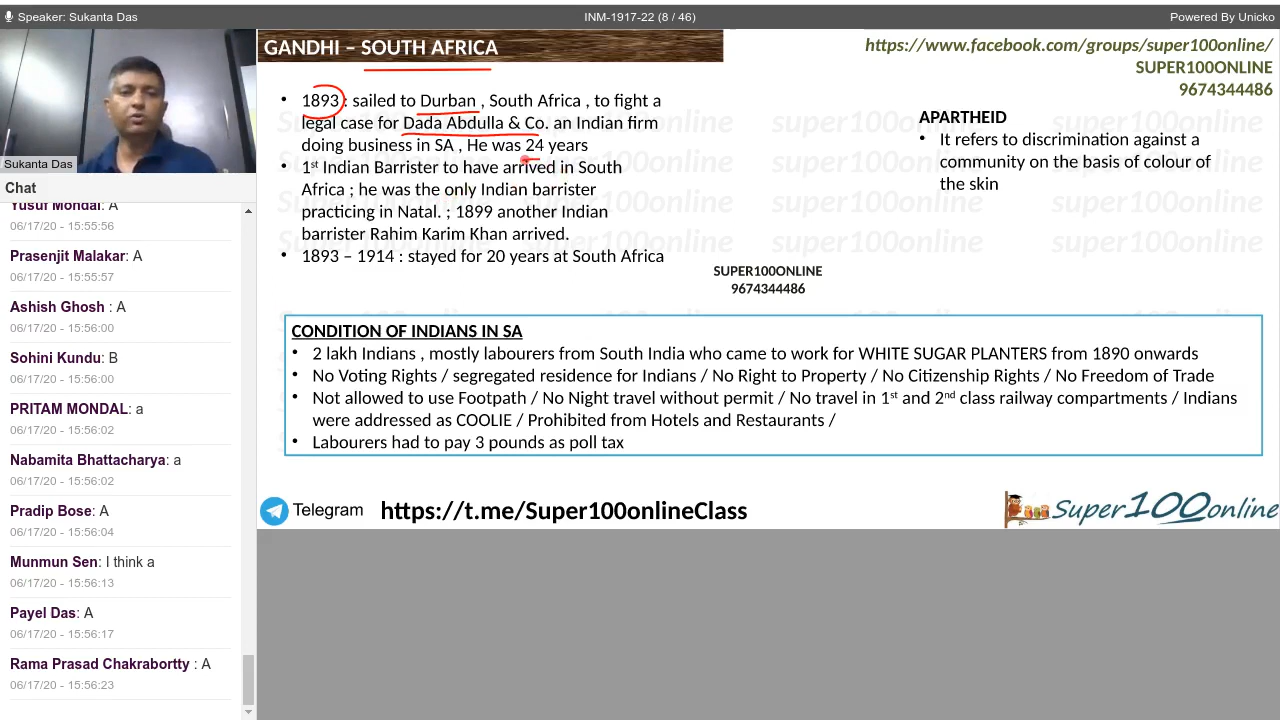 Speaker: Sukanta Das
INM-1917-22 (8 / 46)
Powered By Unicko
Sukanta Das
Chat
Yusuf Mondal: A
06/17/20 - 15:55:56
Prasenjit Malakar: A
06/17/20 - 15:55:57
Ashish Ghosh : A
06/17/20 - 15:56:00
Sohini Kundu: B
06/17/20 - 15:56:00
PRITAM MONDAL: a
06/17/20 - 15:56:02
Nabamita Bhattacharya: a
06/17/20 - 15:56:02
Pradip Bose: A
06/17/20 - 15:56:04
Munmun Sen: I think a
06/17/20 - 15:56:13
Payel Das: A
06/17/20 - 15:56:17
Rama Prasad Chakrabortty : A
06/17/20 - 15:56:23
GANDHI – SOUTH AFRICA
https://www.facebook.com/groups/super100online/
SUPER100ONLINE
9674344486
• 1893 : sailed to Durban , South Africa , to fight a
legal case for Dada Abdulla & Co. an Indian firm
doing business in SA , He was 24 years
• 1st Indian Barrister to have arrived in South
Africa ; he was the only Indian barrister
practicing in Natal. ; 1899 another Indian
barrister Rahim Karim Khan arrived.
• 1893 – 1914 : stayed for 20 years at South Africa
APARTHEID
• It refers to discrimination against a
community on the basis of colour of
the skin
super100online super100online super100online
super100online super100online super100online
super100online super100online super100online
SUPER100ONLINE
9674344486
CONDITION OF INDIANS IN SA
• 2 lakh Indians , mostly labourers from South India who came to work for WHITE SUGAR PLANTERS from 1890 onwards
• No Voting Rights / segregated residence for Indians / No Right to Property / No Citizenship Rights / No Freedom of Trade
• Not allowed to use Footpath / No Night travel without permit / No travel in 1st and 2nd class railway compartments / Indians
were addressed as COOLIE / Prohibited from Hotels and Restaurants /
• Labourers had to pay 3 pounds as poll tax
Telegram
https://t.me/Super100onlineClass
Super100online